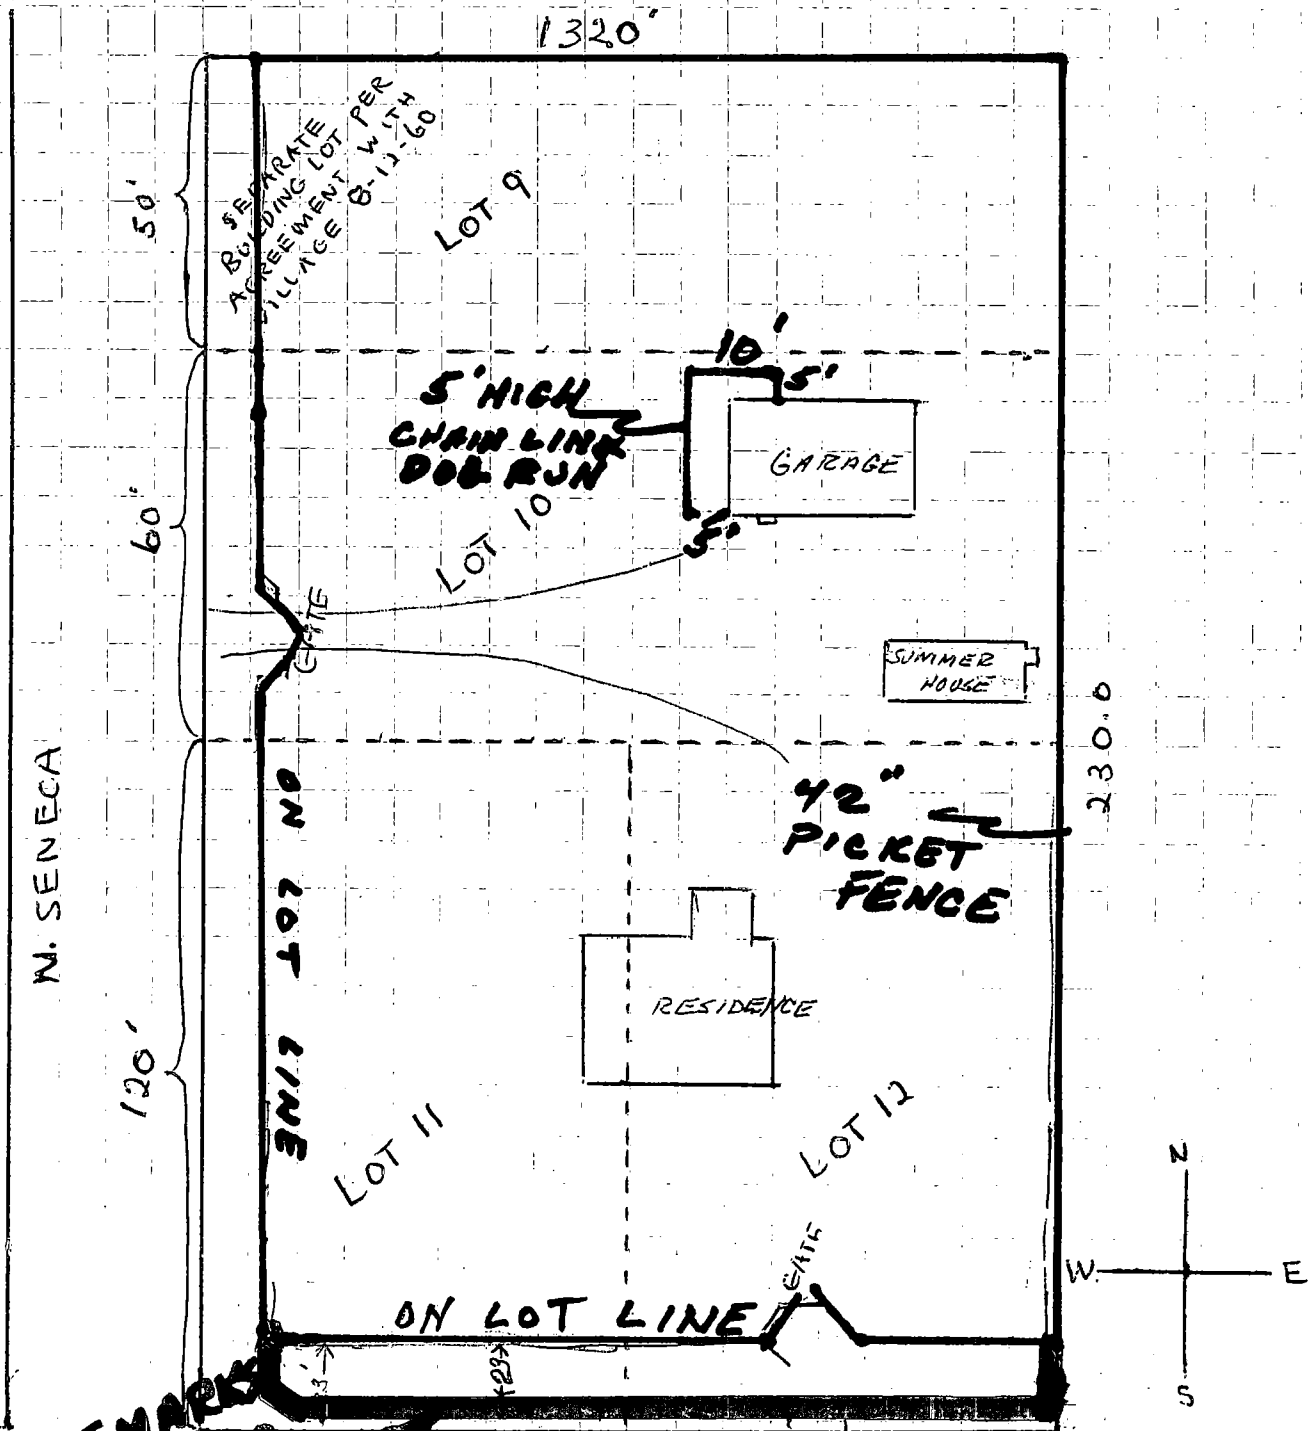 1320'
SEPARATE
BUILDING LOT PER
AGREEMENT WITH
VILLAGE 8-12-60
50'
LOT 9
10'
5'
5' HIGH
CHAIN LINK
DOG RUN
GARAGE
5'
LOT 10
60'
GATE
SUMMER
HOUSE
230.0
42"
PICKET
FENCE
N. SENECA
ON LOT LINE
RESIDENCE
120'
LOT 11
LOT 12
N
W
E
S
GATE
ON LOT LINE